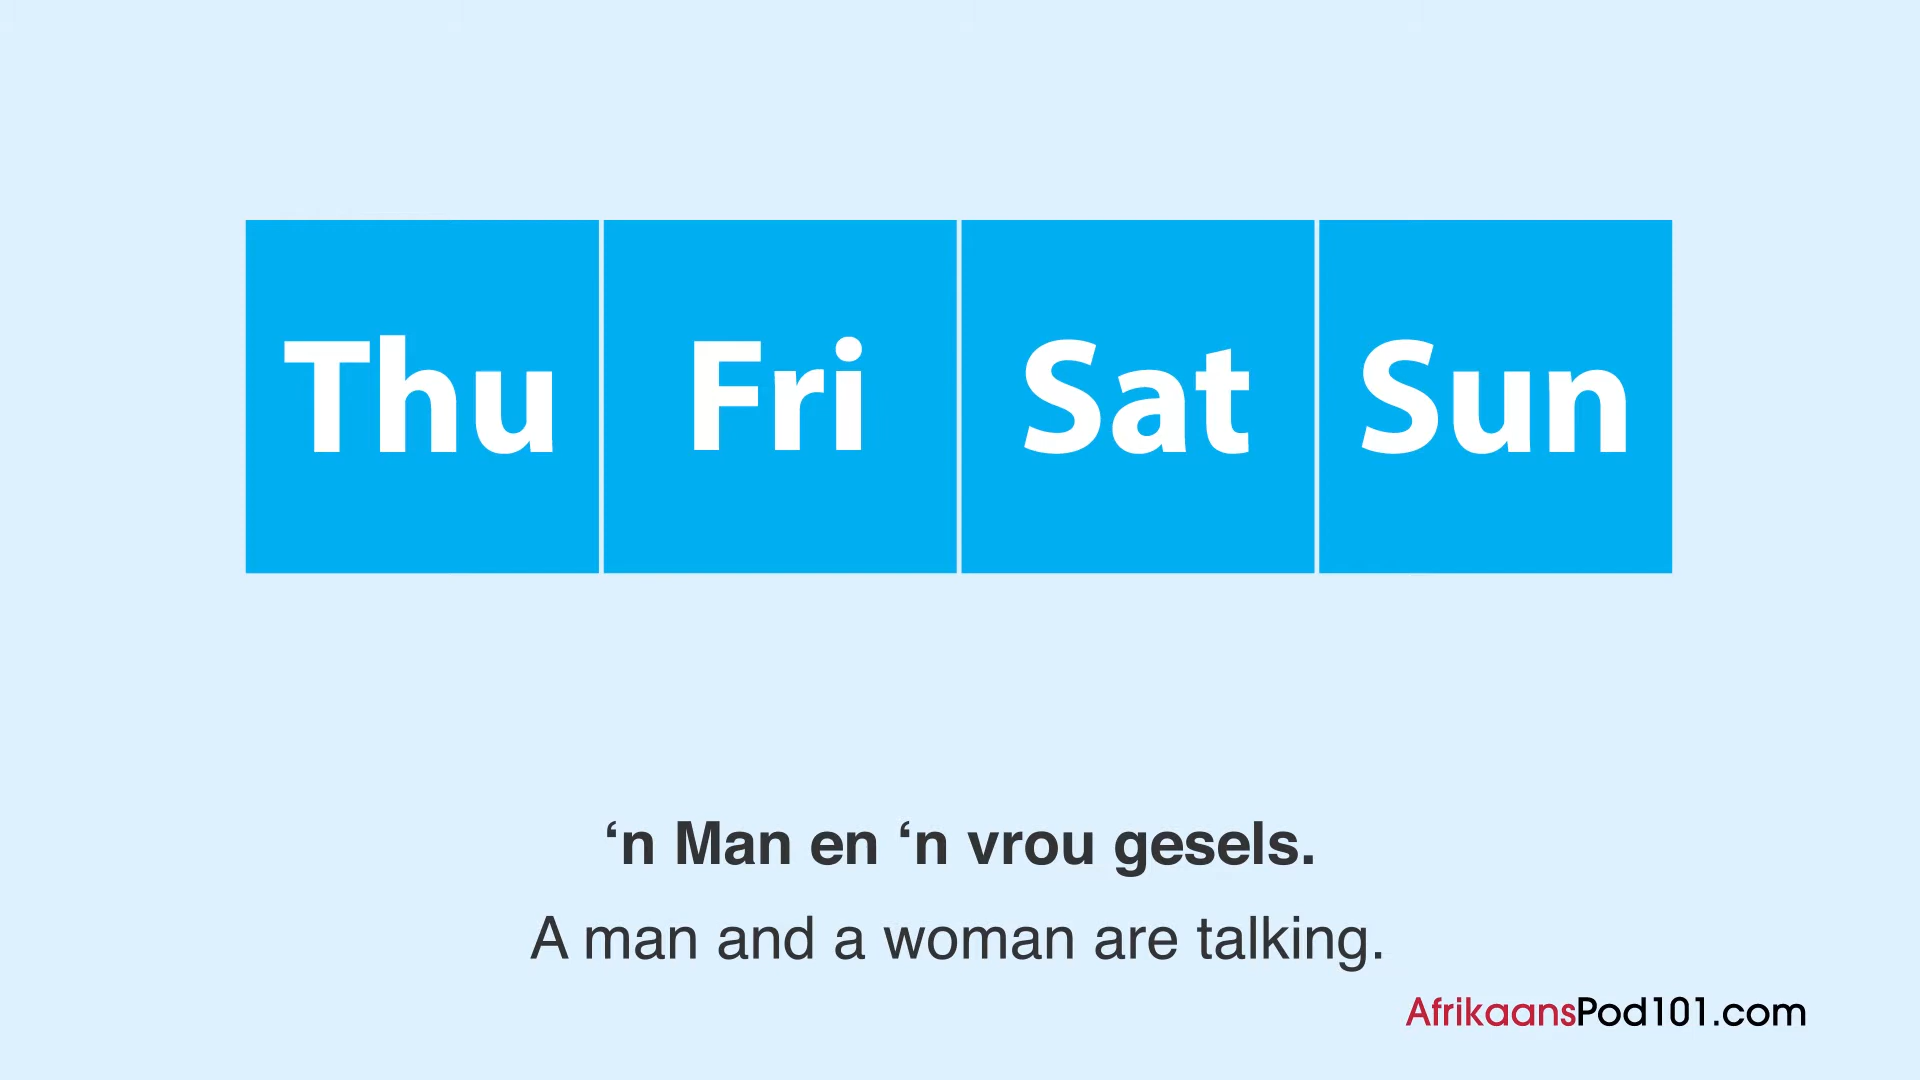 Thu Fri Sat Sun
‘n Man en ‘n vrou gesels.
A man and a woman are talking.
AfrikaansPod101.com